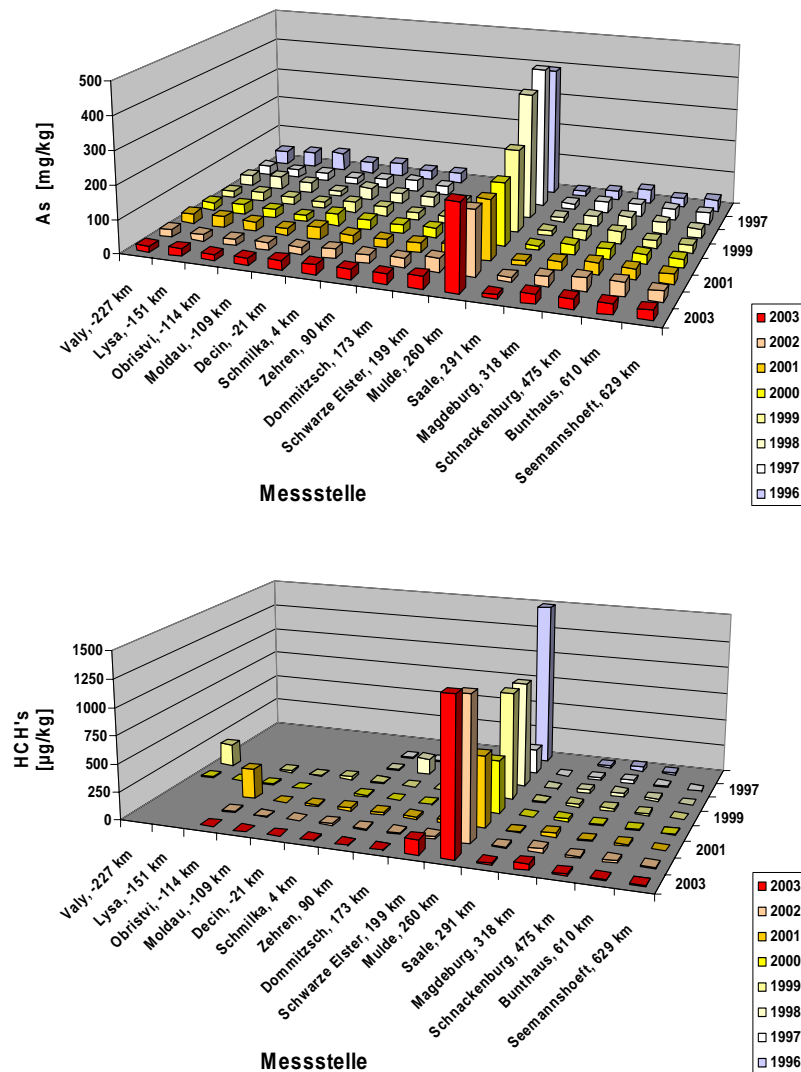 500
400
300
200
100
0
As [mg/kg]
1997
1999
2001
2003
Valy, -227 km
Lysa, -151 km
Obristvi, -114 km
Moldau, -109 km
Decin, -21 km
Schmilka, 4 km
Zehren, 90 km
Dommitzsch, 173 km
Schwarze Elster, 199 km
Mulde, 260 km
Saale, 291 km
Magdeburg, 318 km
Schnackenburg, 475 km
Bunthaus, 610 km
Seemannshoeft, 629 km
Messstelle
2003
2002
2001
2000
1999
1998
1997
1996
1500
1250
1000
750
500
250
0
HCH's
[µg/kg]
1997
1999
2001
2003
Valy, -227 km
Lysa, -151 km
Obristvi, -114 km
Moldau, -109 km
Decin, -21 km
Schmilka, 4 km
Zehren, 90 km
Dommitzsch, 173 km
Schwarze Elster, 199 km
Mulde, 260 km
Saale, 291 km
Magdeburg, 318 km
Schnackenburg, 475 km
Bunthaus, 610 km
Seemannshoeft, 629 km
Messstelle
2003
2002
2001
2000
1999
1998
1997
1996